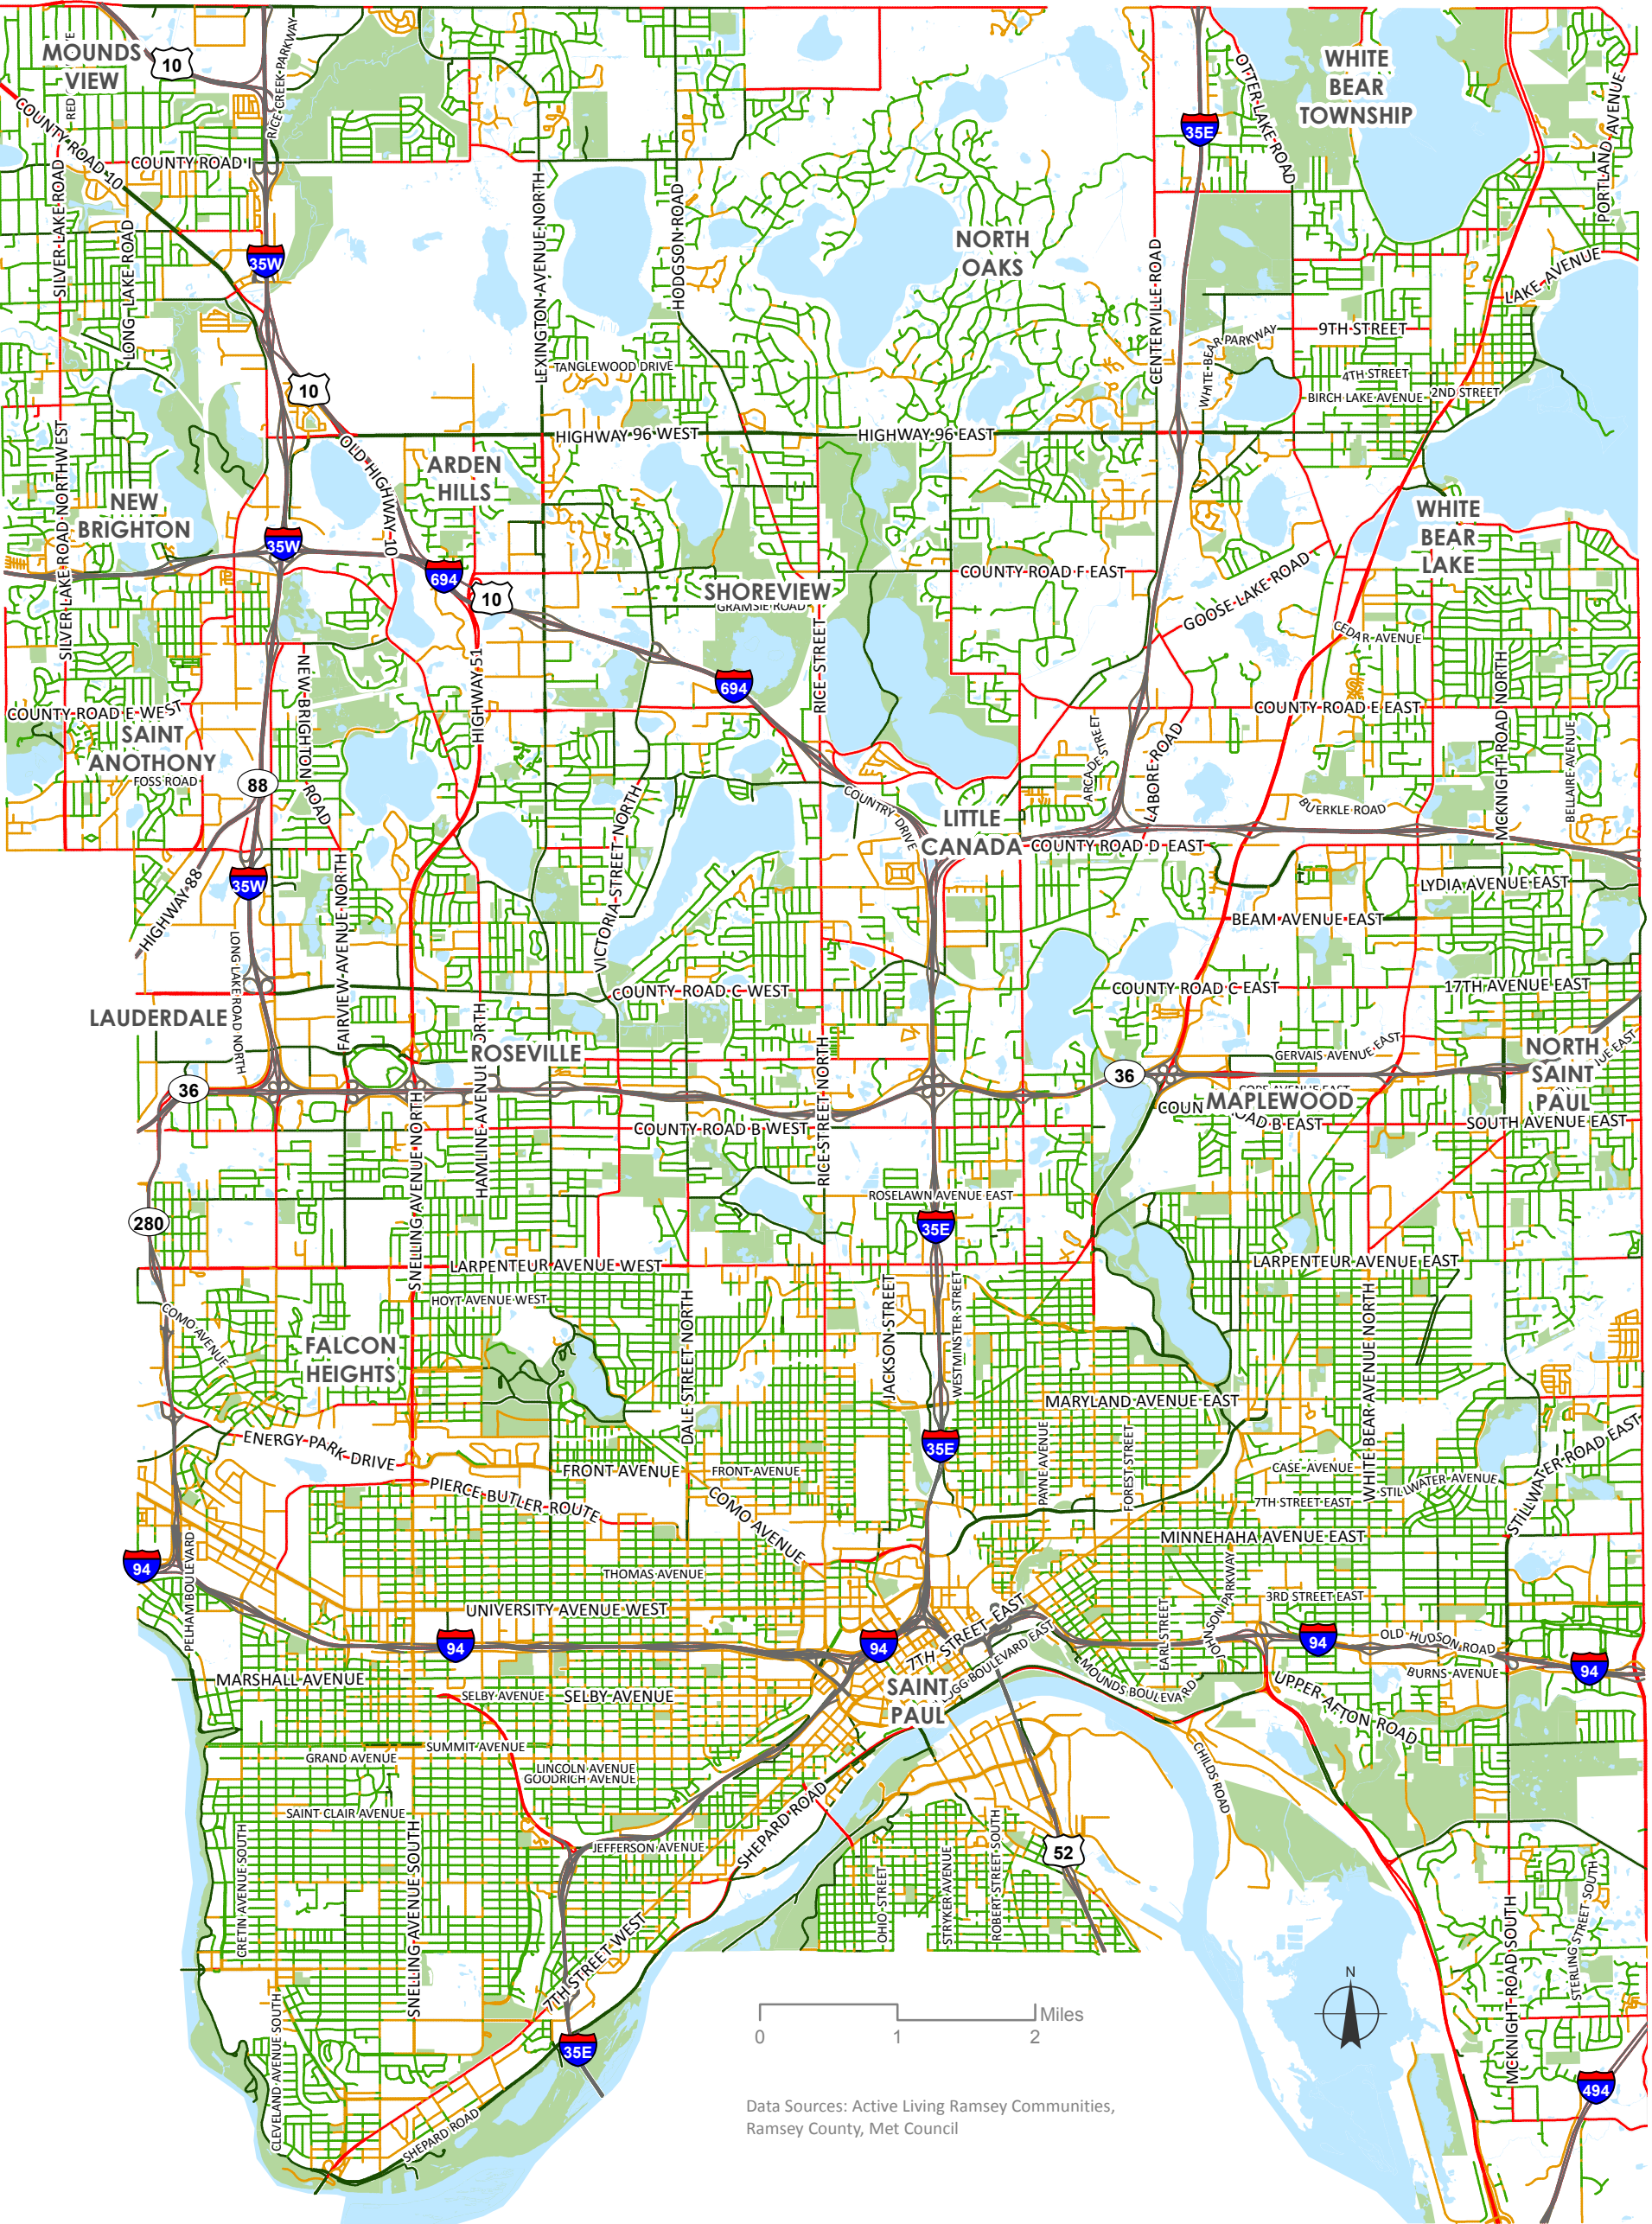 MOUNDS
VIEW
10
RICE CREEK PARKWAY
COUNTY ROAD 10
COUNTY ROAD I
SILVER LAKE ROAD
LONG LAKE ROAD
35W
LEXINGTON AVENUE NORTH
HODGSON ROAD
NORTH
OAKS
CENTERVILLE ROAD
35E
OTTER LAKE ROAD
WHITE
BEAR
TOWNSHIP
PORTLAND AVENUE
LAKE AVENUE
9TH STREET
WHITE BEAR PARKWAY
4TH STREET
BIRCH LAKE AVENUE
2ND STREET
TANGLEWOOD DRIVE
10
OLD HIGHWAY 10
HIGHWAY 96 WEST
HIGHWAY 96 EAST
ARDEN
HILLS
SILVER LAKE ROAD NORTHWEST
NEW
BRIGHTON
35W
694
10
SHOREVIEW
GRAMSIE ROAD
COUNTY ROAD F EAST
GOOSE LAKE ROAD
WHITE
BEAR
LAKE
CEDAR AVENUE
694
RICE STREET
HIGHWAY 51
NEW BRIGHTON ROAD
COUNTY ROAD E WEST
SAINT
ANOTHONY
FOSS ROAD
88
COUNTY ROAD E EAST
MCKNIGHT ROAD NORTH
BELLAIRE AVENUE
ARCADE STREET
LABORE ROAD
BUERKLE ROAD
COUNTRY DRIVE
LITTLE
CANADA
COUNTY ROAD D EAST
VICTORIA STREET NORTH
FAIRVIEW AVENUE NORTH
HIGHWAY 88
35W
LYDIA AVENUE EAST
BEAM AVENUE EAST
LONG LAKE ROAD NORTH
COUNTY ROAD C WEST
COUNTY ROAD C EAST
17TH AVENUE EAST
LAUDERDALE
ROSEVILLE
GERVAIS AVENUE EAST
NORTH
SAINT
PAUL
36
36
MAPLEWOOD
COUNTY ROAD B WEST
SOUTH AVENUE EAST
SNELLING AVENUE NORTH
HAMLINE AVENUE NORTH
RICE STREET NORTH
ROSELAWN AVENUE EAST
280
35E
LARPENTEUR AVENUE WEST
LARPENTEUR AVENUE EAST
HOYT AVENUE WEST
COMO AVENUE
FALCON
HEIGHTS
DALE STREET NORTH
JACKSON STREET
WESTMINSTER STREET
WHITE BEAR AVENUE NORTH
MARYLAND AVENUE EAST
35E
PAYNE AVENUE
FOREST STREET
ENERGY PARK DRIVE
FRONT AVENUE
FRONT AVENUE
CASE AVENUE
STILLWATER AVENUE
STILLWATER ROAD EAST
PIERCE BUTLER ROUTE
COMO AVENUE
7TH STREET EAST
MINNEHAHA AVENUE EAST
94
PELHAM BOULEVARD
THOMAS AVENUE
UNIVERSITY AVENUE WEST
3RD STREET EAST
JOHNSON PARKWAY
EARL STREET
94
94
7TH STREET EAST
94
OLD HUDSON ROAD
94
BURNS AVENUE
MARSHALL AVENUE
SELBY AVENUE
SELBY AVENUE
SAINT
PAUL
MOUNDS BOULEVARD
UPPER AFTON ROAD
SUMMIT AVENUE
GRAND AVENUE
LINCOLN AVENUE
GOODRICH AVENUE
CHILDS ROAD
SAINT CLAIR AVENUE
SHEPARD ROAD
JEFFERSON AVENUE
52
CRETIN AVENUE SOUTH
SNELLING AVENUE SOUTH
OHIO STREET
STRYKER AVENUE
ROBERT STREET SOUTH
MCKNIGHT ROAD SOUTH
STERLING STREET SOUTH
7TH STREET WEST
CLEVELAND AVENUE SOUTH
35E
SHEPARD ROAD
N
Miles
0 1 2
494
Data Sources: Active Living Ramsey Communities,
Ramsey County, Met Council